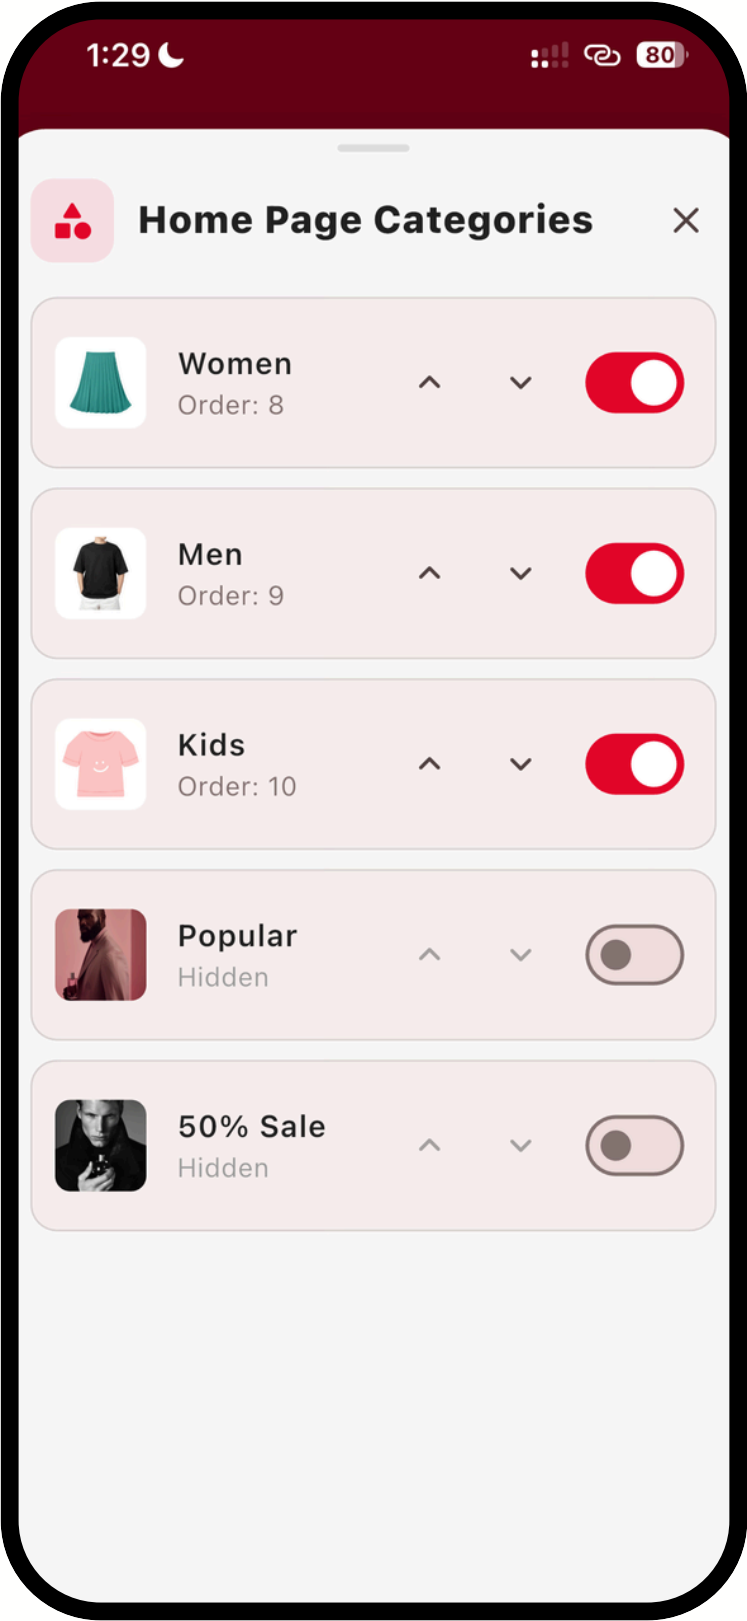 1:29
80
Home Page Categories
Women
Order: 8
Men
Order: 9
Kids
Order: 10
Popular
Hidden
50% Sale
Hidden